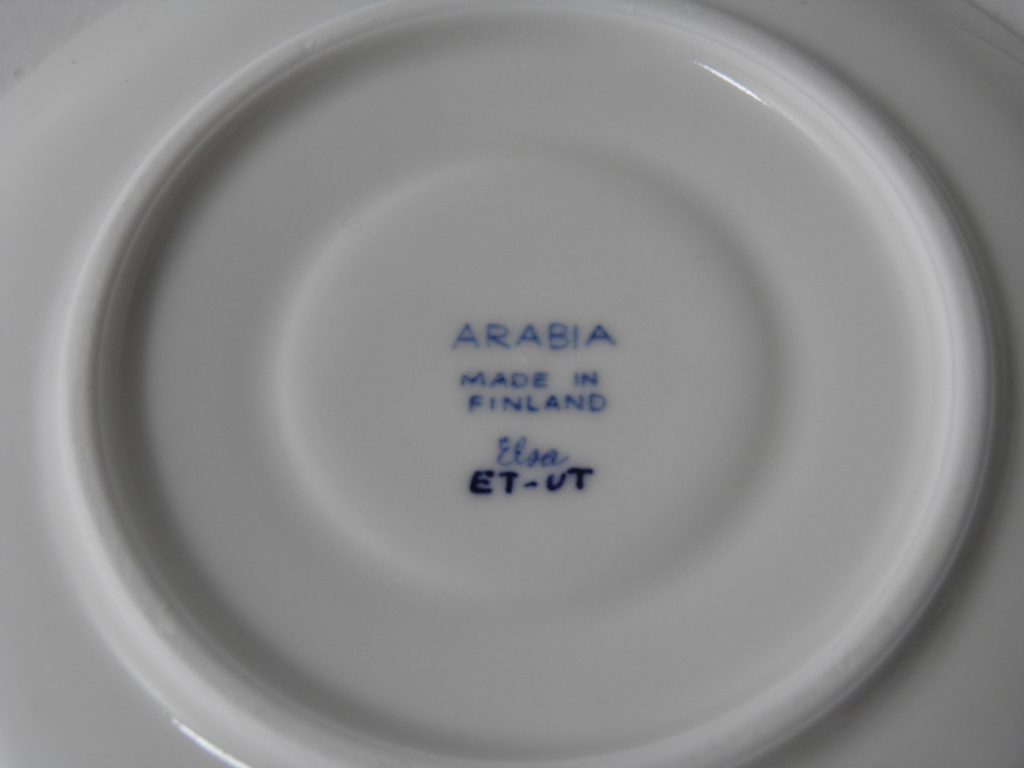 ARABIA
MADE IN
FINLAND
Elsa
ET-UT